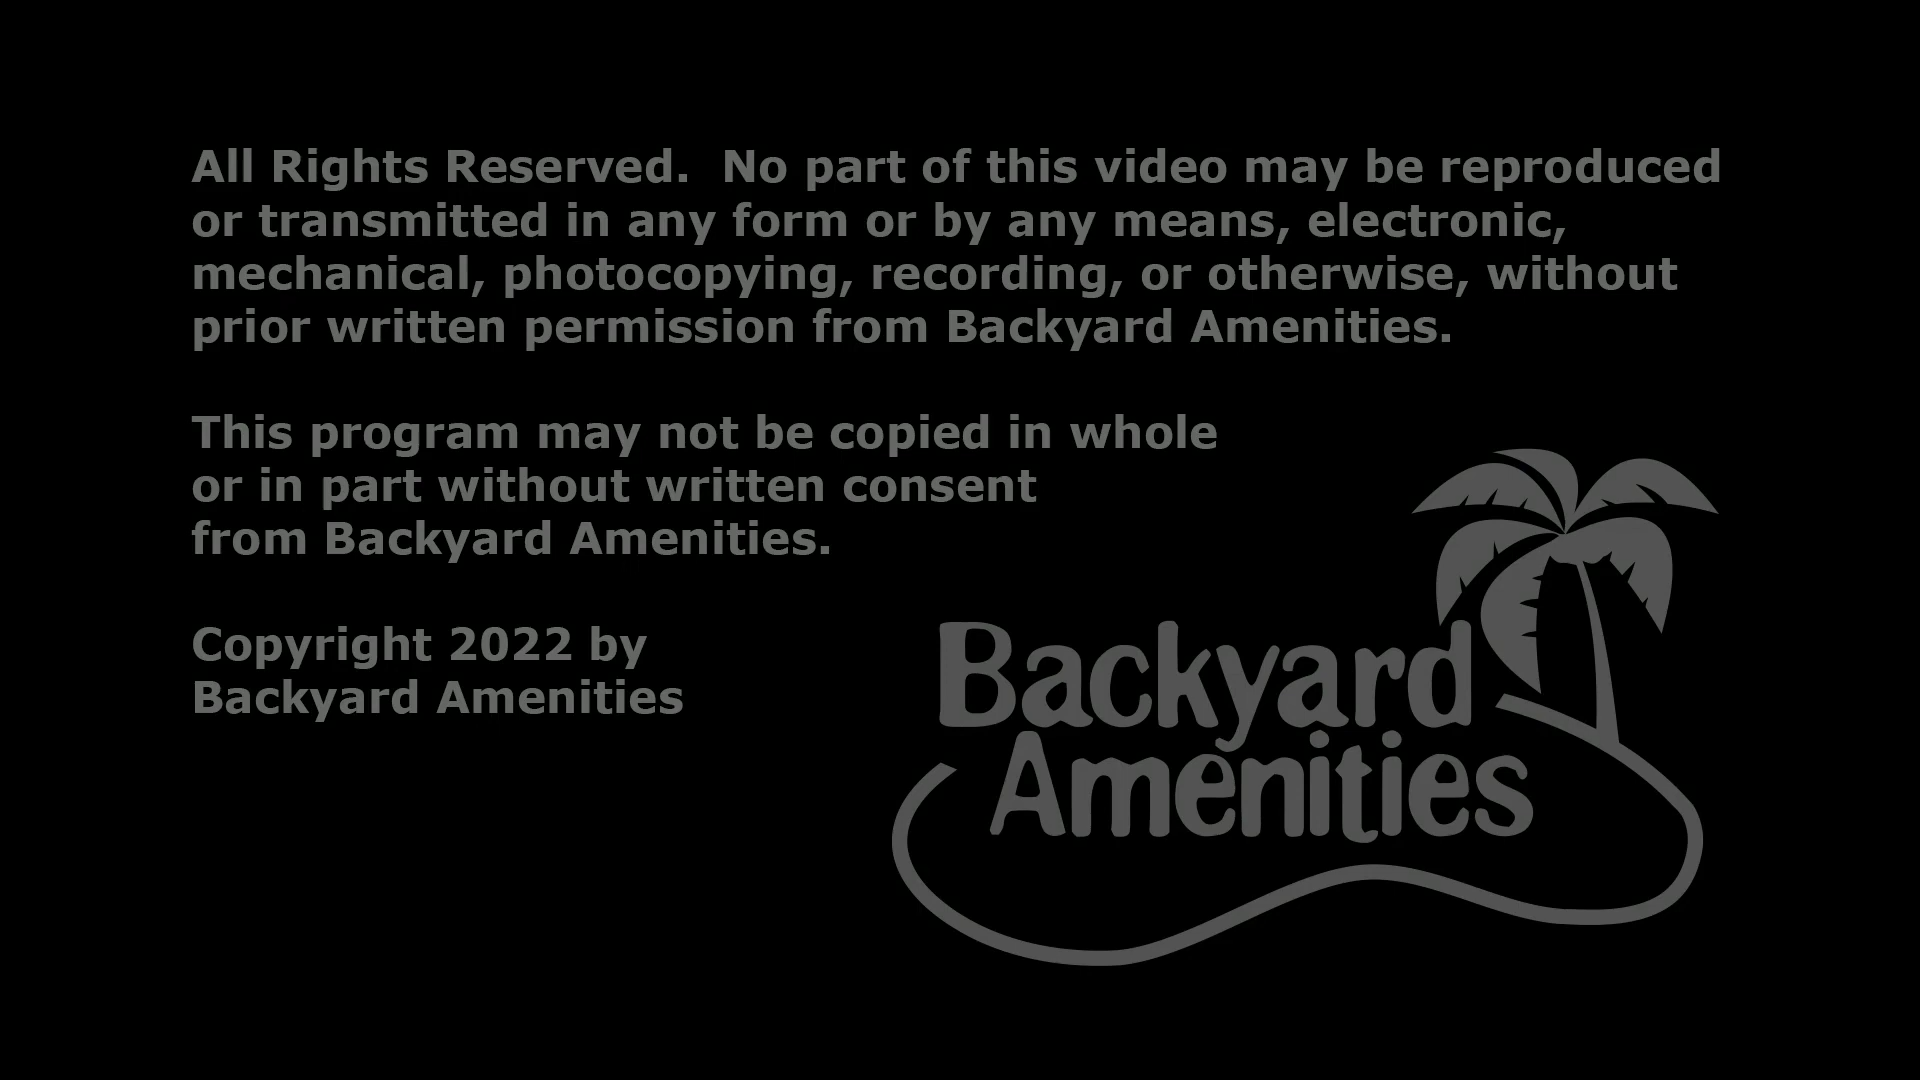 All Rights Reserved.  No part of this video may be reproduced
or transmitted in any form or by any means, electronic,
mechanical, photocopying, recording, or otherwise, without
prior written permission from Backyard Amenities.
This program may not be copied in whole
or in part without written consent
from Backyard Amenities.
Copyright 2022 by
Backyard Amenities
Backyard
Amenities